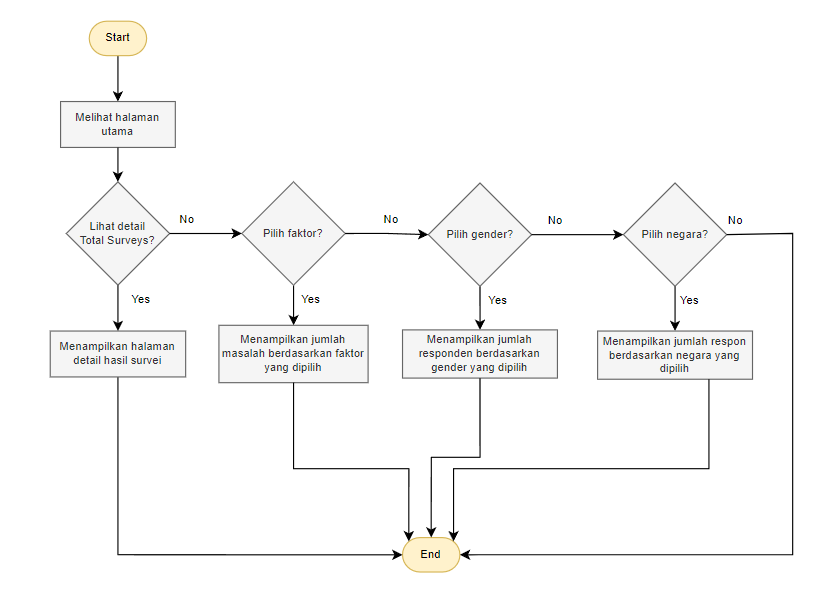 Start
Melihat halaman
utama
Lihat detail
Total Surveys?
No
Pilih faktor?
No
Pilih gender?
No
Pilih negara?
No
Yes
Yes
Yes
Yes
Menampilkan halaman
detail hasil survei
Menampilkan jumlah
masalah berdasarkan faktor
yang dipilih
Menampilkan jumlah
responden berdasarkan
gender yang dipilih
Menampilkan jumlah respon
berdasarkan negara yang
dipilih
End